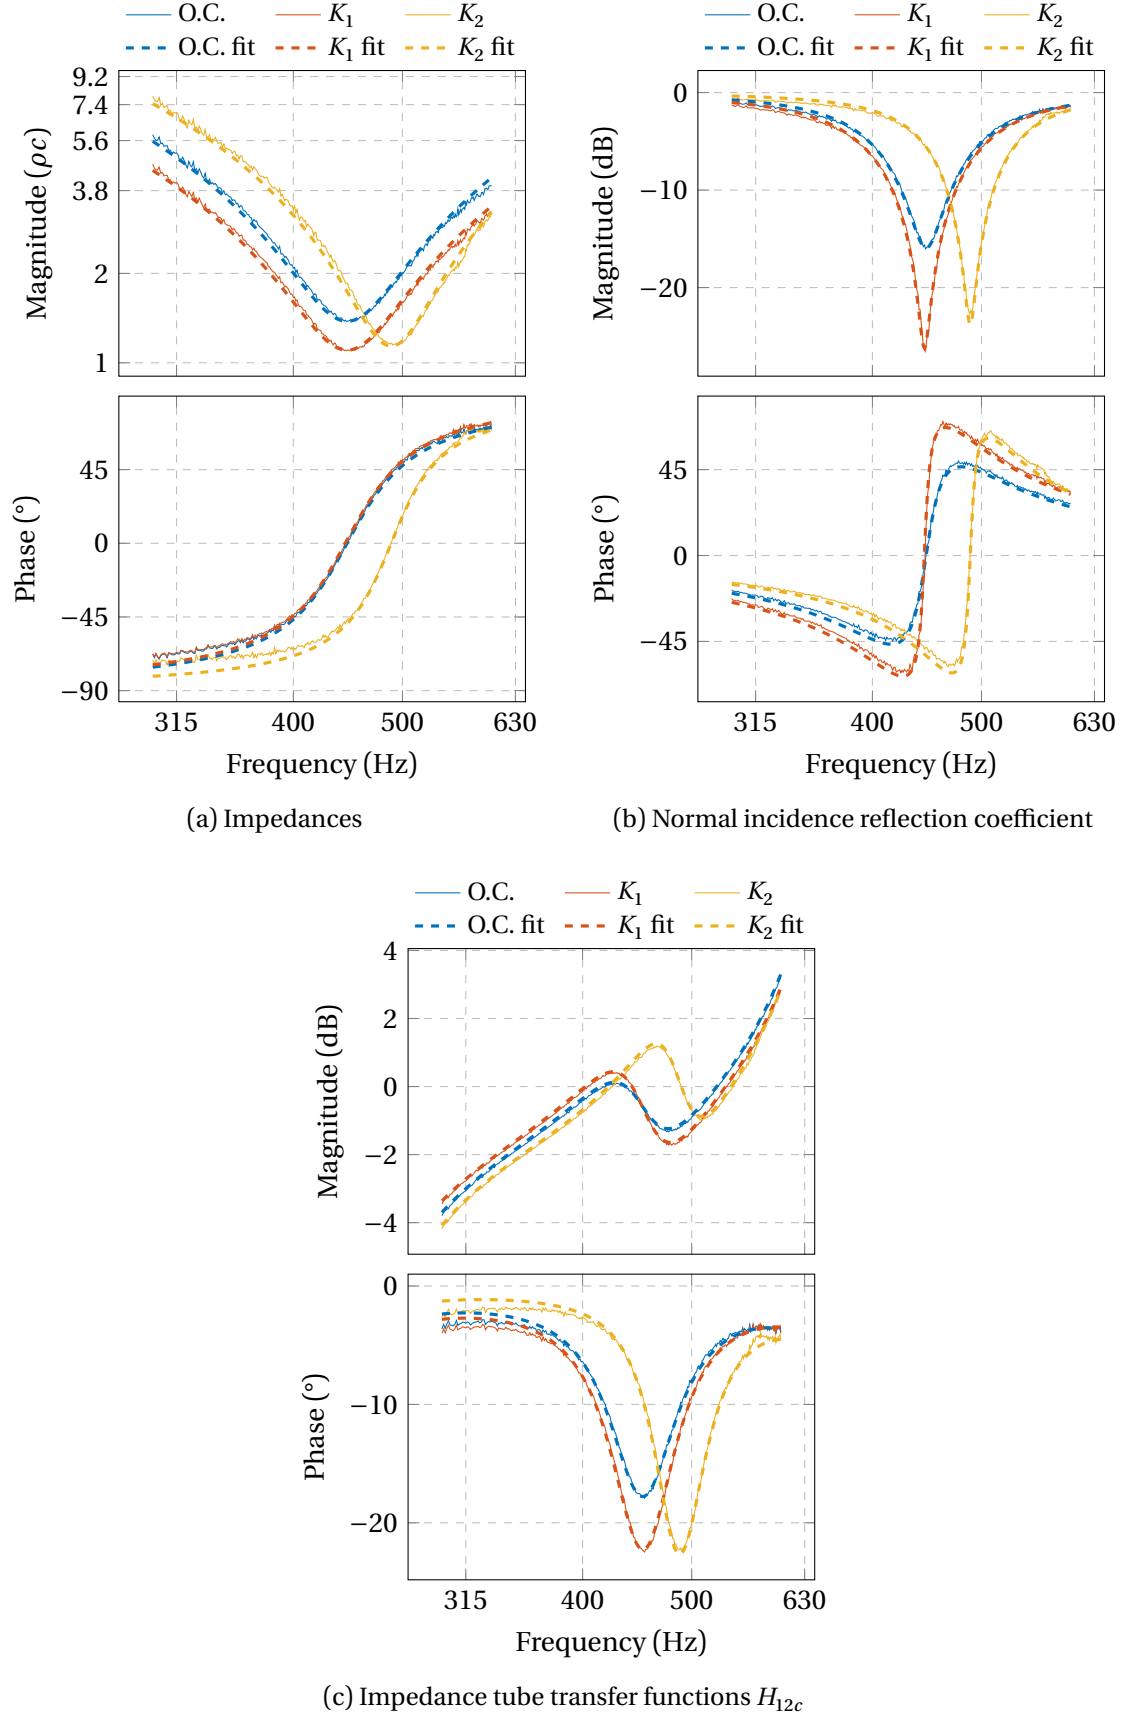 O.C. K₁ K₂
O.C. fit K₁ fit K₂ fit
9.2
7.4
5.6
3.8
2
1
Magnitude (ρc)
45
0
−45
−90
Phase (°)
315 400 500 630
Frequency (Hz)
(a) Impedances
O.C. K₁ K₂
O.C. fit K₁ fit K₂ fit
0
−10
−20
Magnitude (dB)
45
0
−45
Phase (°)
315 400 500 630
Frequency (Hz)
(b) Normal incidence reflection coefficient
O.C. K₁ K₂
O.C. fit K₁ fit K₂ fit
4
2
0
−2
−4
Magnitude (dB)
0
−10
−20
Phase (°)
315 400 500 630
Frequency (Hz)
(c) Impedance tube transfer functions H₁₂c